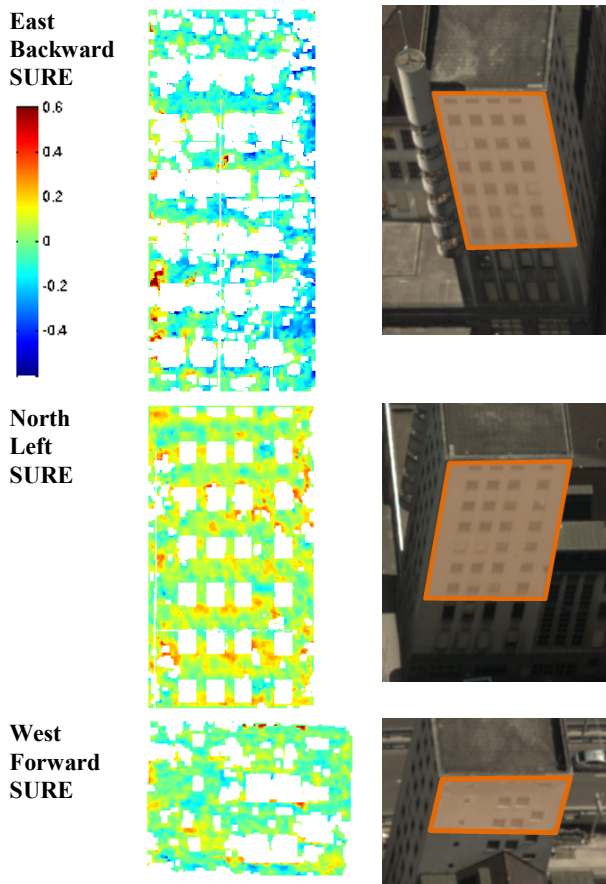 East
Backward
SURE
0.6
0.4
0.2
0
-0.2
-0.4
North
Left
SURE
West
Forward
SURE